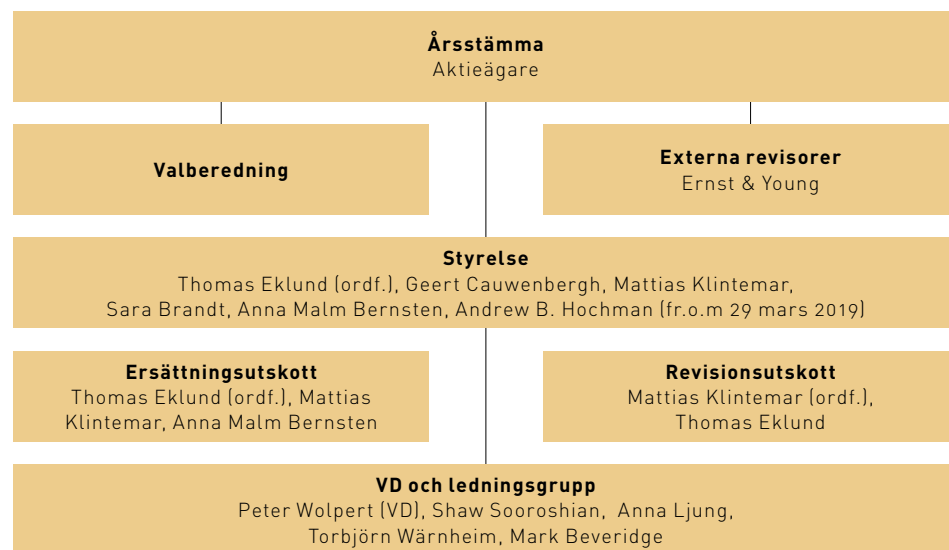 Årsstämma
Aktieägare
Valberedning
Externa revisorer
Ernst & Young
Styrelse
Thomas Eklund (ordf.), Geert Cauwenbergh, Mattias Klintemar,
Sara Brandt, Anna Malm Bernsten, Andrew B. Hochman (fr.o.m 29 mars 2019)
Ersättningsutskott
Thomas Eklund (ordf.), Mattias
Klintemar, Anna Malm Bernsten
Revisionsutskott
Mattias Klintemar (ordf.),
Thomas Eklund
VD och ledningsgrupp
Peter Wolpert (VD), Shaw Sooroshian, Anna Ljung,
Torbjörn Wärnheim, Mark Beveridge